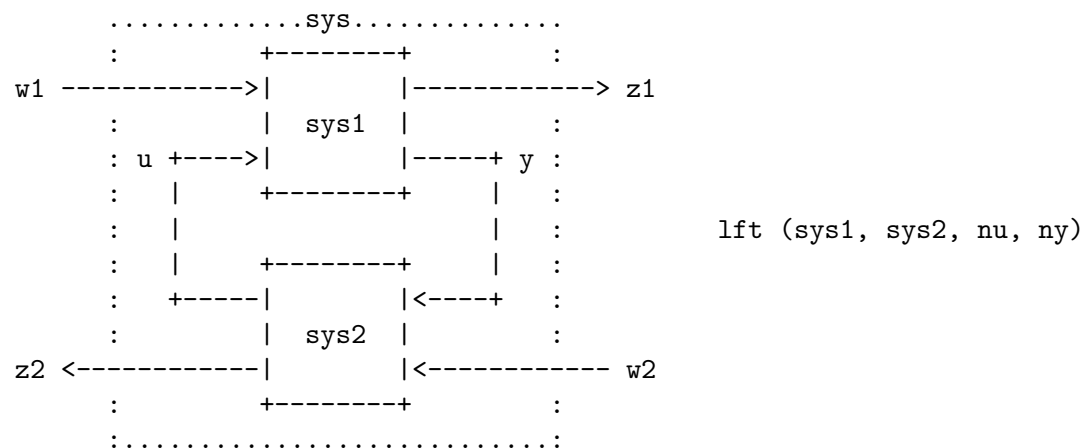 .............sys...............
:         +--------+          :
w1 ------------>|        |------------> z1
:         |  sys1  |          :
: u +---->|        |-----+ y :
:   |     +--------+     |   :
:   |                    |   :        lft (sys1, sys2, nu, ny)
:   |     +--------+     |   :
:   +-----|        |<----+   :
:         |  sys2  |          :
z2 <------------|        |<------------ w2
:         +--------+          :
:.............................: